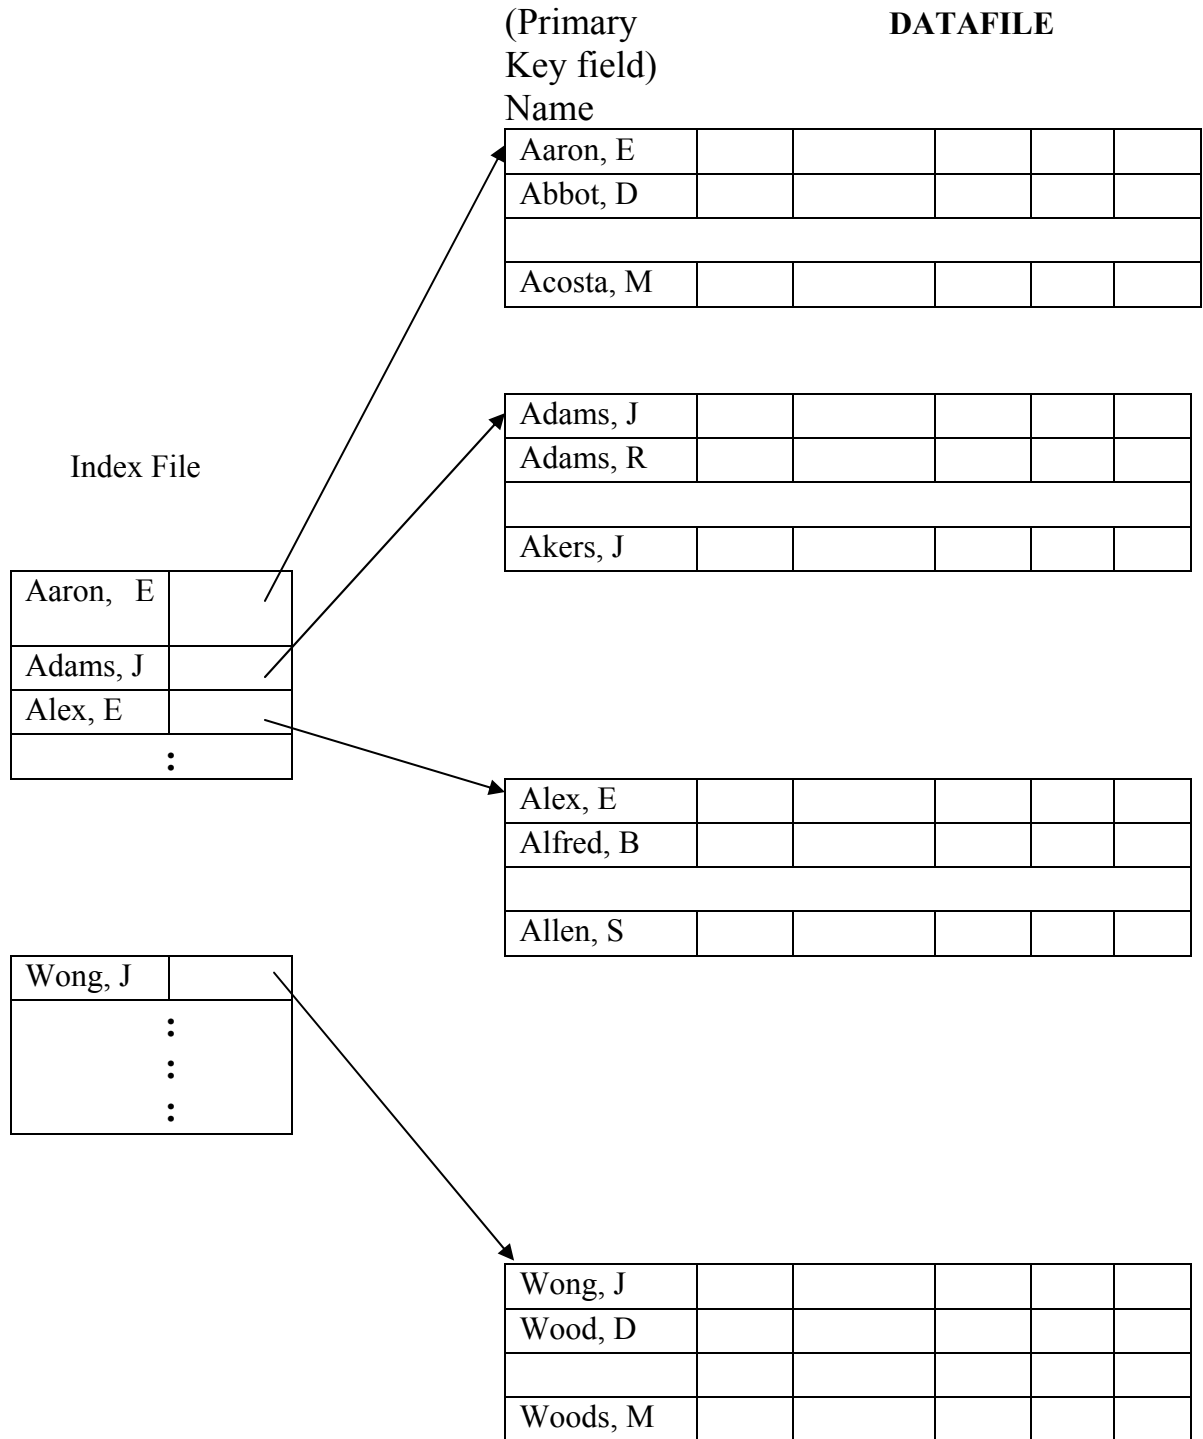 (Primary
Key field)
Name
DATAFILE
Aaron, E
Abbot, D
Acosta, M
Adams, J
Adams, R
Akers, J
Index File
Aaron, E
Adams, J
Alex, E
:
Alex, E
Alfred, B
Allen, S
Wong, J
:
:
:
Wong, J
Wood, D
Woods, M